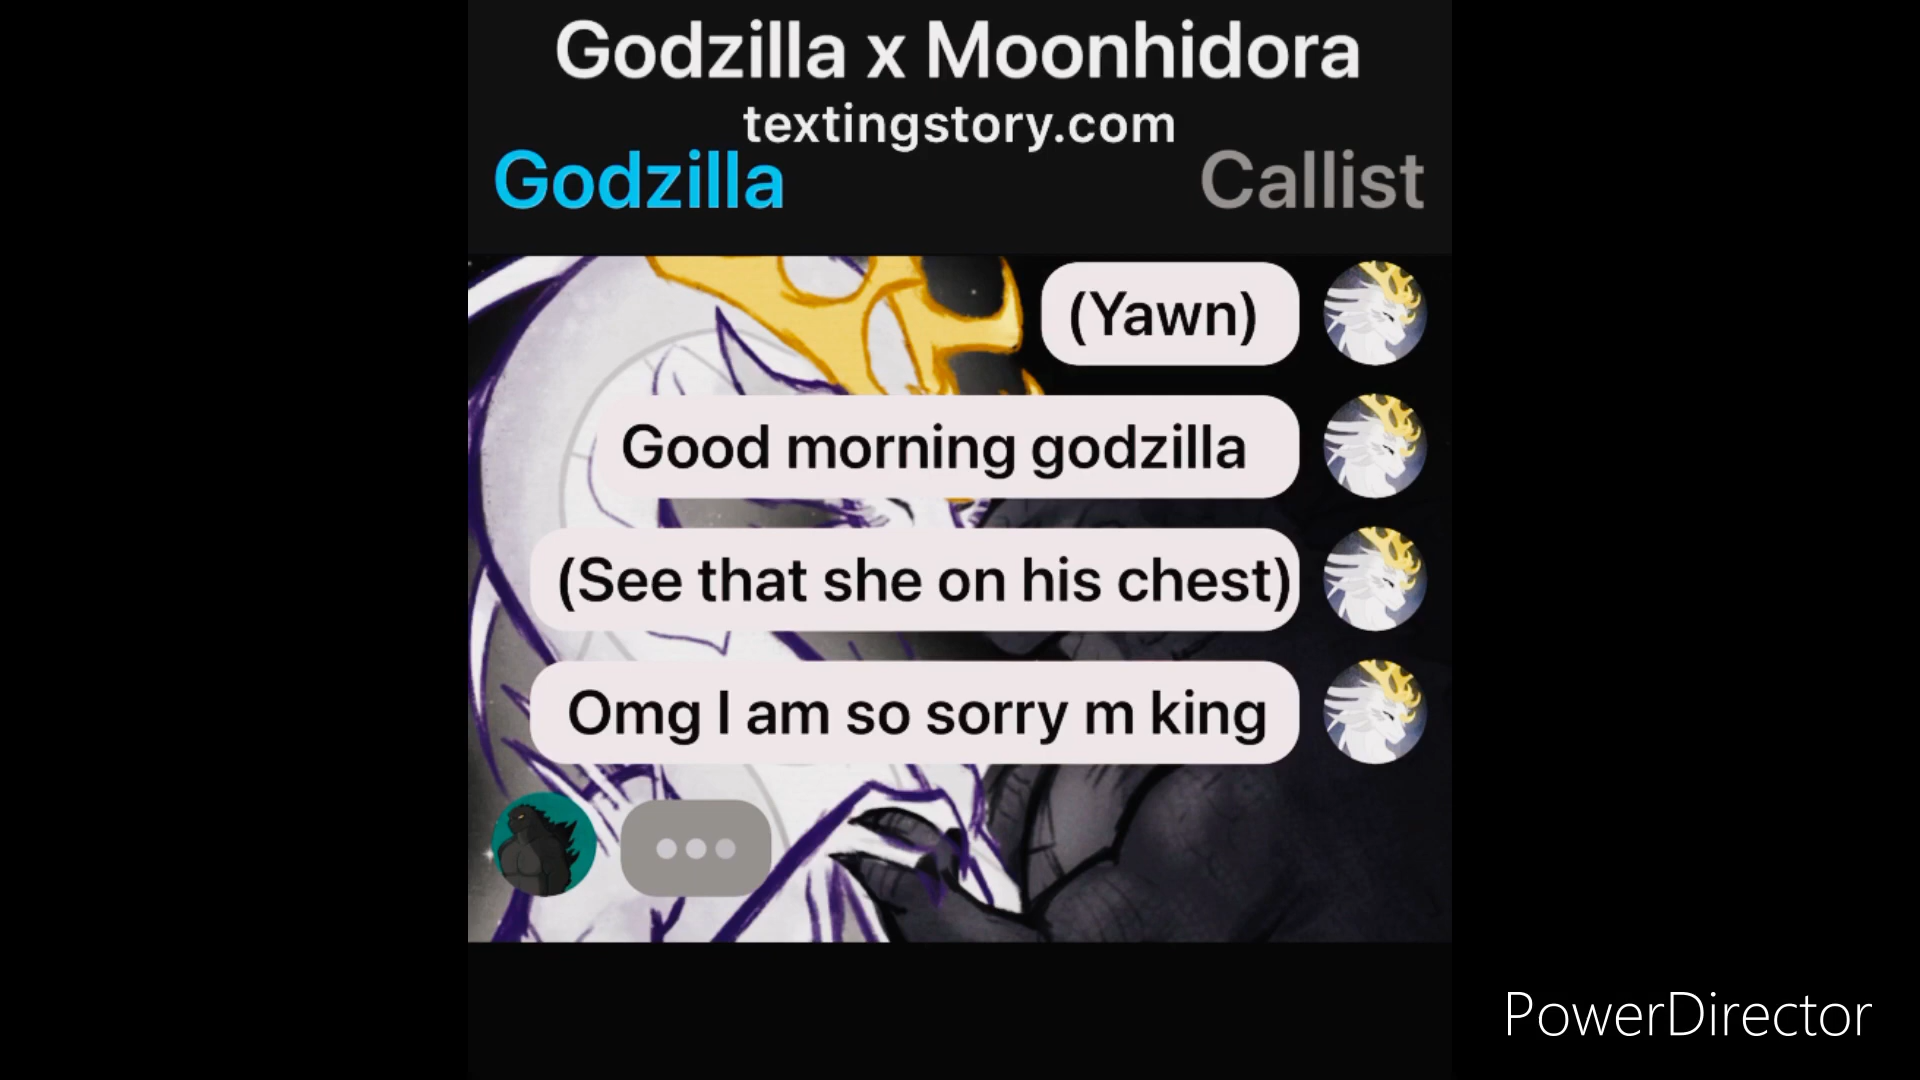 Godzilla x Moonhidora
textingstory.com
Godzilla
Callist
(Yawn)
Good morning godzilla
(See that she on his chest)
Omg I am so sorry m king
PowerDirector